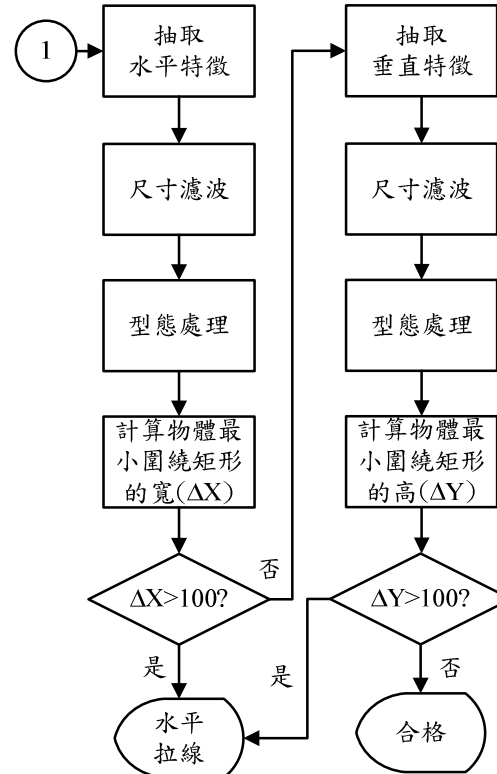 1
抽取
水平特徵
尺寸濾波
型態處理
計算物體最
小圍繞矩形
的寬(ΔX)
ΔX>100?
否
是
水平
拉線
抽取
垂直特徵
尺寸濾波
型態處理
計算物體最
小圍繞矩形
的高(ΔY)
ΔY>100?
是
否
合格